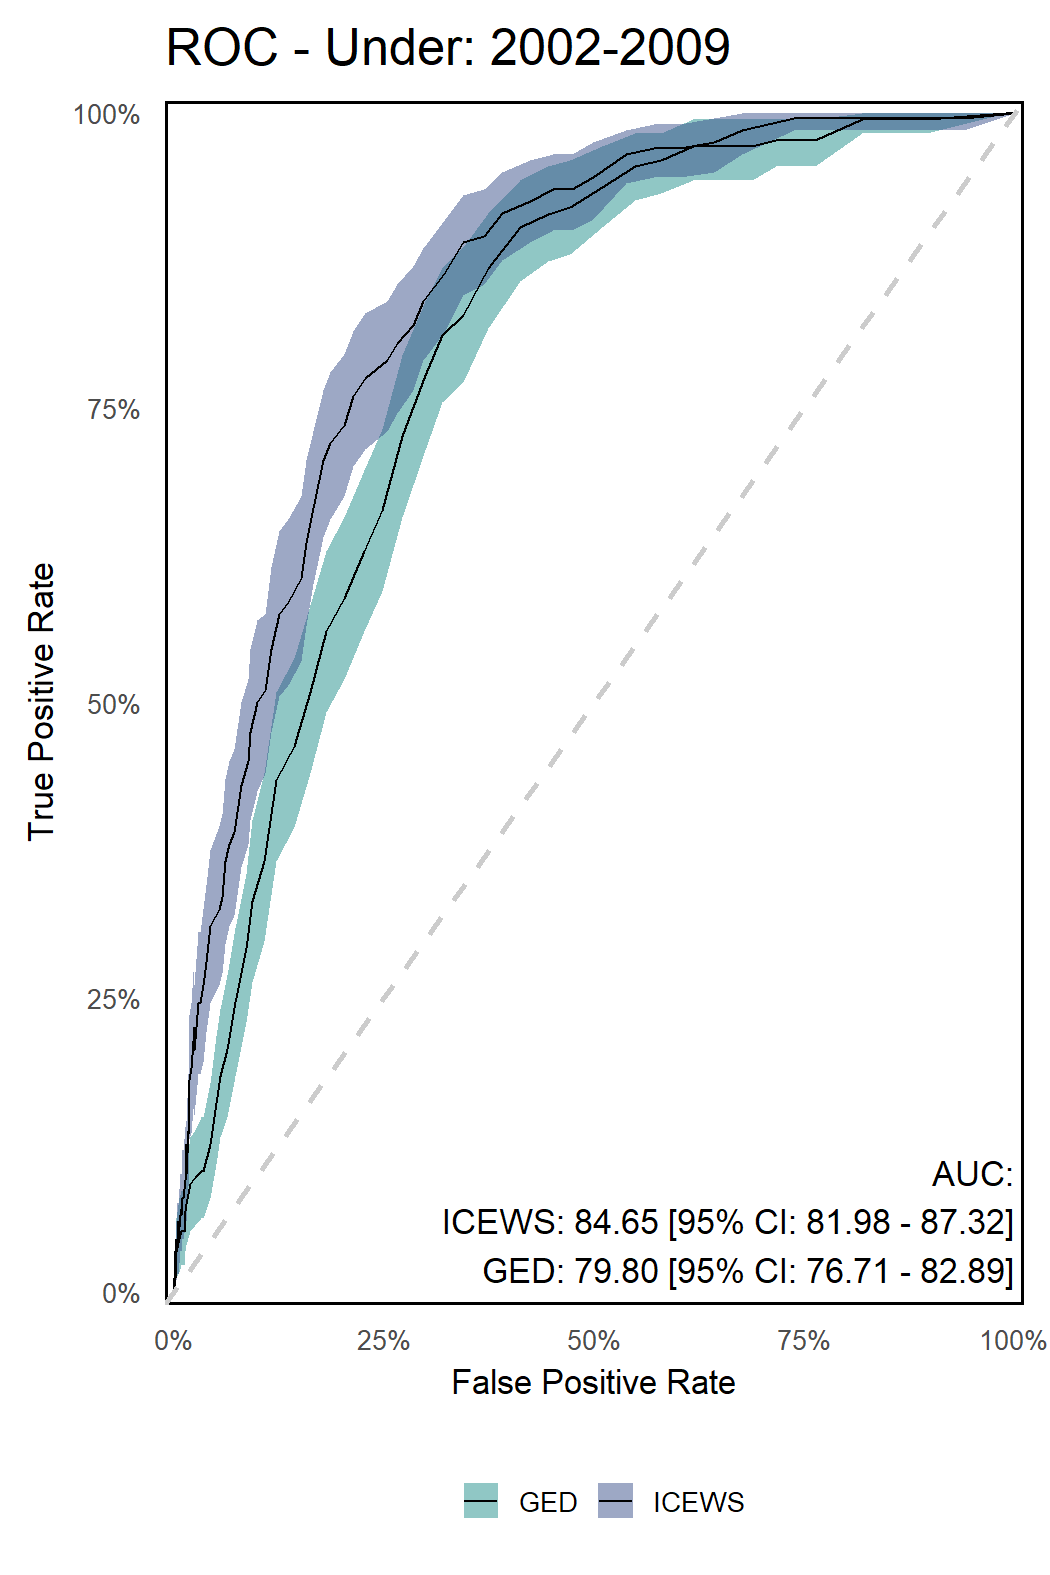 ROC - Under: 2002-2009
100%
75%
50%
25%
0%
True Positive Rate
AUC:
ICEWS: 84.65 [95% CI: 81.98 - 87.32]
GED: 79.80 [95% CI: 76.71 - 82.89]
0% 25% 50% 75% 100%
False Positive Rate
GED ICEWS